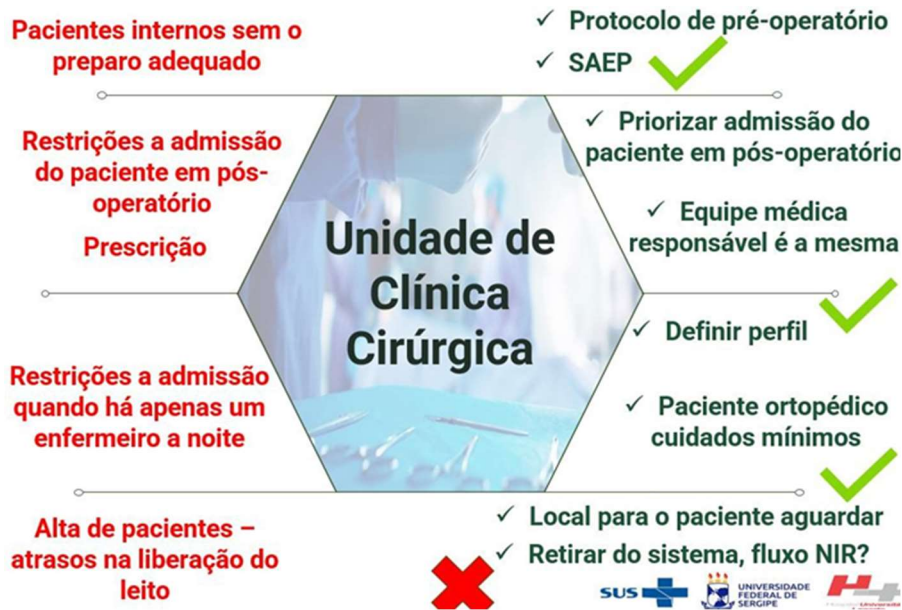 Pacientes internos sem o
preparo adequado
Protocolo de pré-operatório
SAEP
Restrições a admissão
do paciente em pós-
operatório
Prescrição
Priorizar admissão do
paciente em pós-operatório
Equipe médica
responsável é a mesma
Unidade de
Clínica
Cirúrgica
Restrições a admissão
quando há apenas um
enfermeiro a noite
Definir perfil
Paciente ortopédico
cuidados mínimos
Alta de pacientes –
atrasos na liberação do
leito
Local para o paciente aguardar
Retirar do sistema, fluxo NIR?
SUS
UNIVERSIDADE
FEDERAL DE
SERGIPE